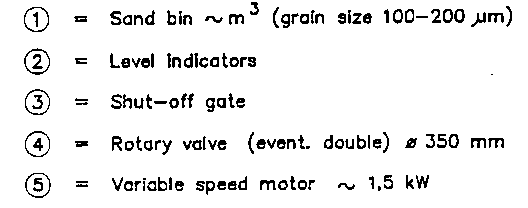 ① = Sand bin ~ m³ (grain size 100-200 µm)
② = Level indicators
③ = Shut-off gate
④ = Rotary valve (event. double) ø 350 mm
⑤ = Variable speed motor ~ 1,5 kW